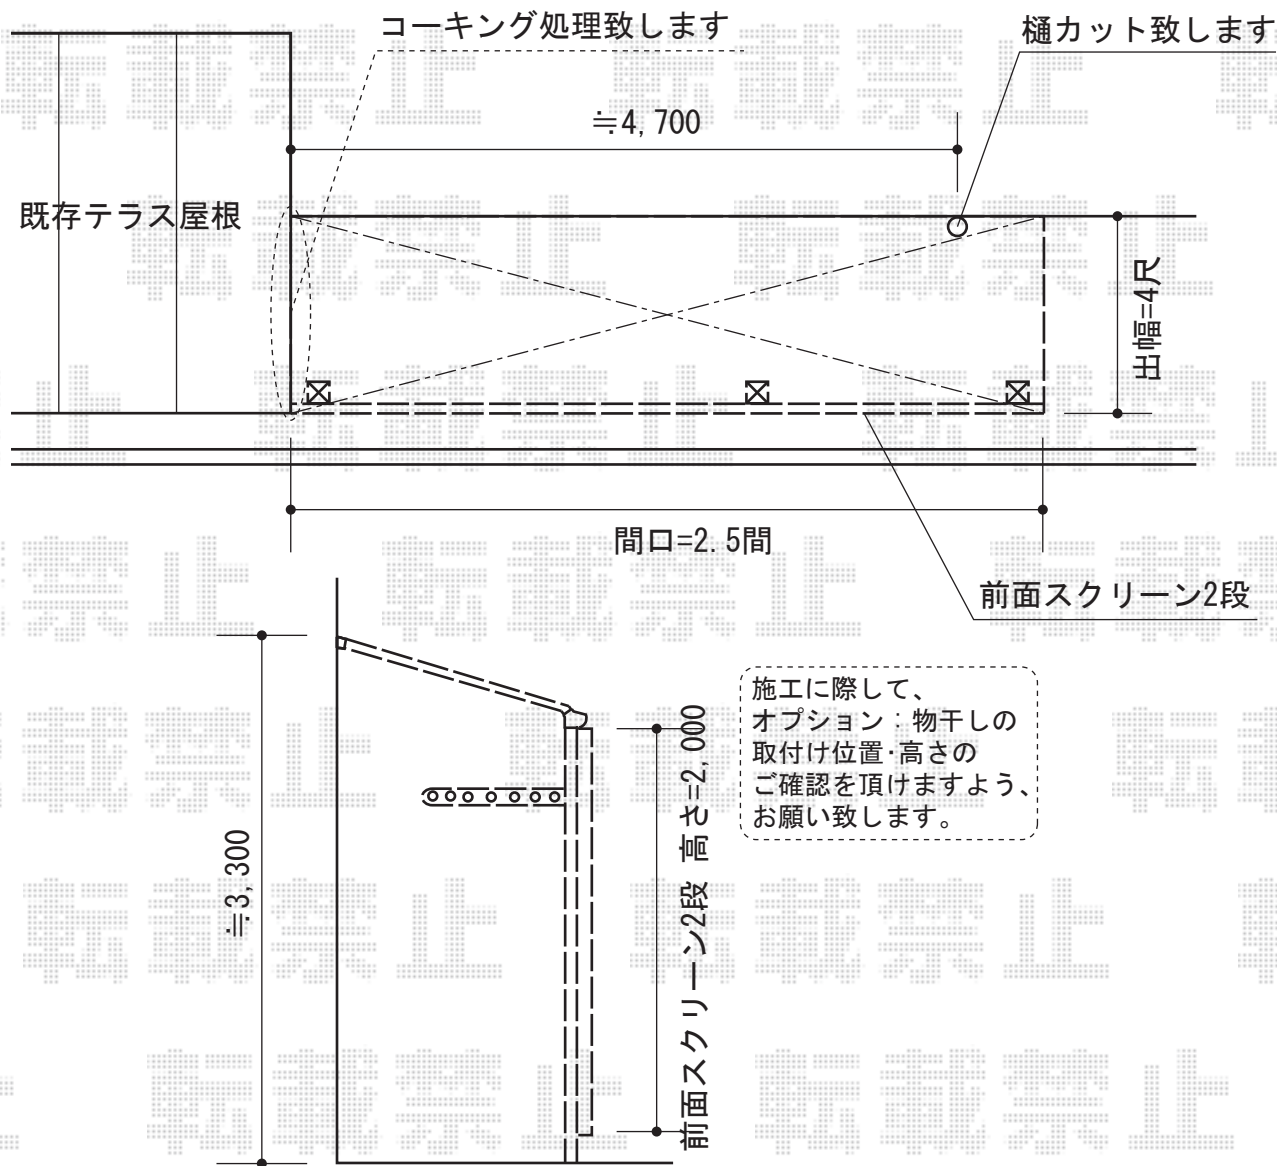 コーキング処理致します
樋カット致します
≒4,700
既存テラス屋根
出幅=4尺
間口=2.5間
前面スクリーン2段
施工に際して、
オプション：物干しの
取付け位置・高さの
ご確認を頂けますよう、
お願い致します。
≒3,300
前面スクリーン2段 高さ=2,000
転載禁止